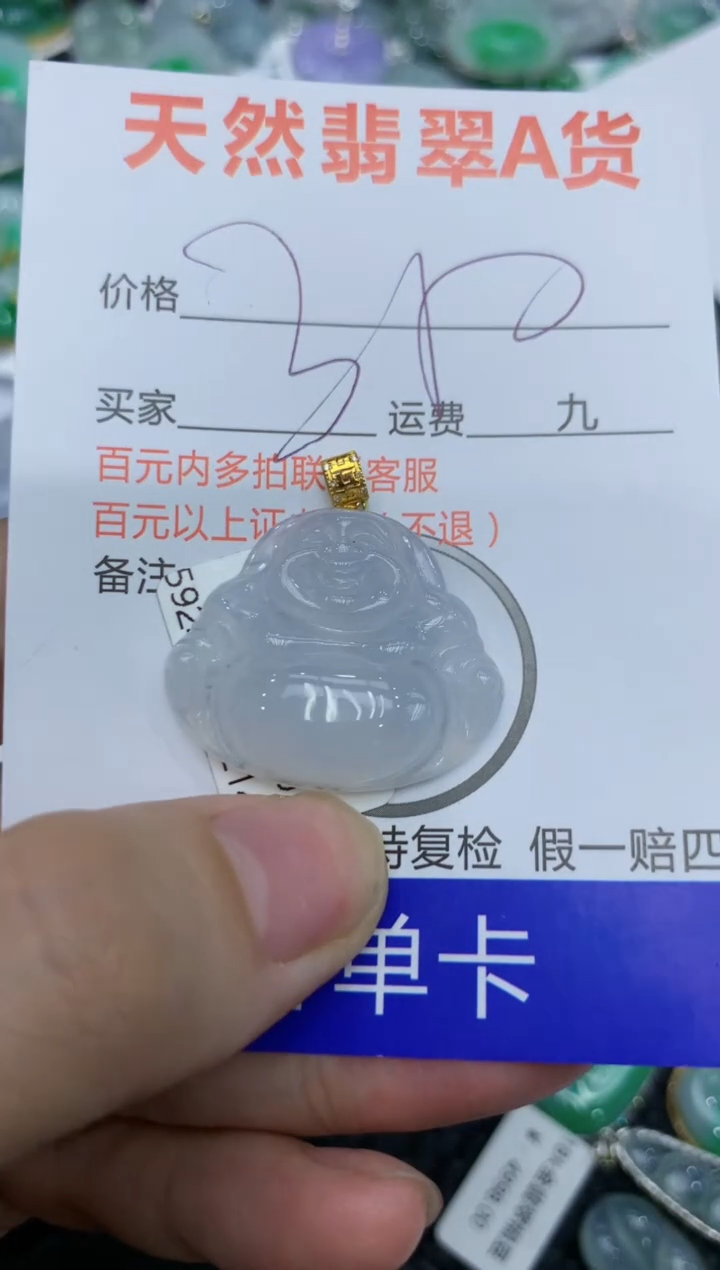 天然翡翠A货
价格
买家 运费 九
百元内多拍联 客服
百元以上证 不退）
备注
592
持复检 假一赔四
单卡